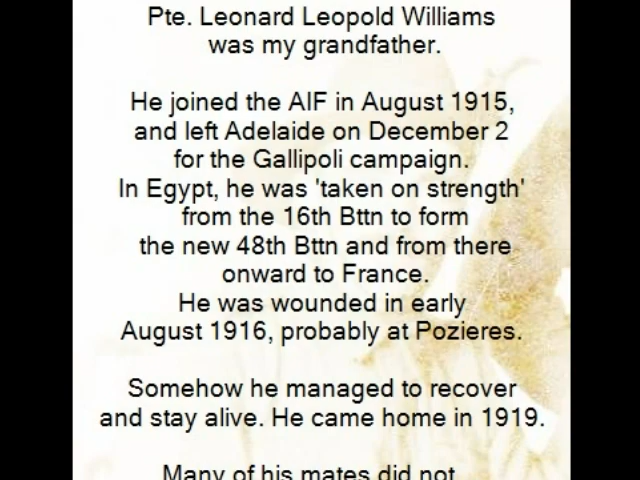 Pte. Leonard Leopold Williams
was my grandfather.
He joined the AIF in August 1915,
and left Adelaide on December 2
for the Gallipoli campaign.
In Egypt, he was 'taken on strength'
from the 16th Bttn to form
the new 48th Bttn and from there
onward to France.
He was wounded in early
August 1916, probably at Pozieres.
Somehow he managed to recover
and stay alive. He came home in 1919.
Many of his mates did not